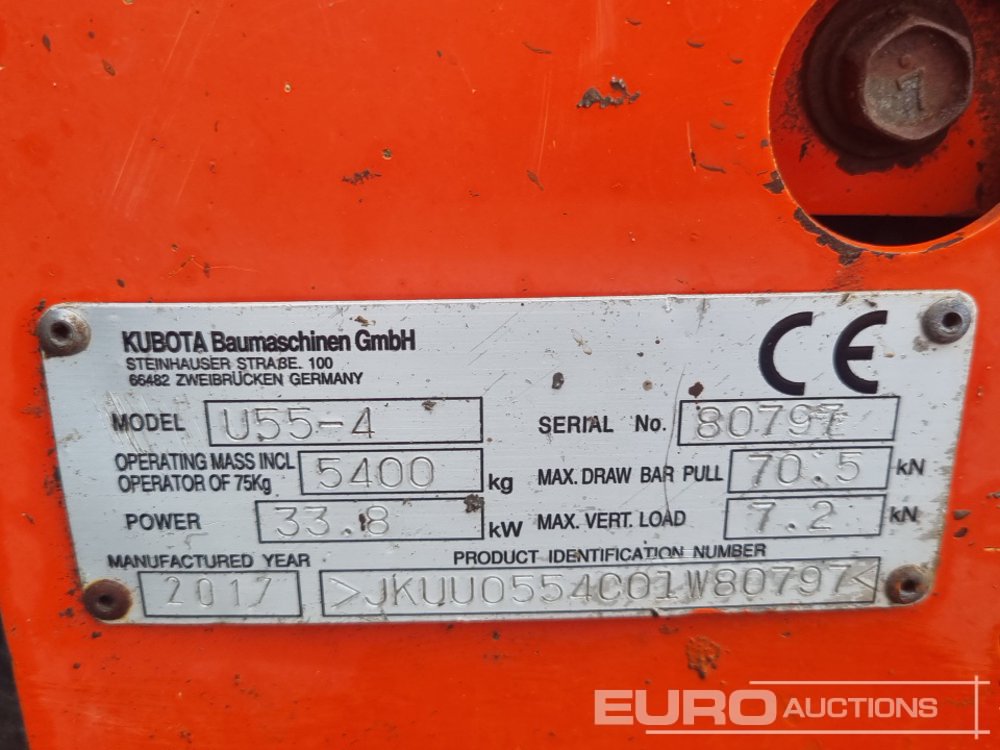 1
KUBOTA Baumaschinen GmbH
STEINHAUSER STRAßE. 100
66482 ZWEIBRÜCKEN GERMANY
CE
MODEL U55-4
SERIAL No. 80797
OPERATING MASS INCL
OPERATOR OF 75Kg 5400 kg
MAX. DRAW BAR PULL 70.5 kN
POWER 33.8 kW
MAX. VERT. LOAD 7.2 kN
MANUFACTURED YEAR
2017
PRODUCT IDENTIFICATION NUMBER
>JKUU0554C01W80797<
EURO AUCTIONS